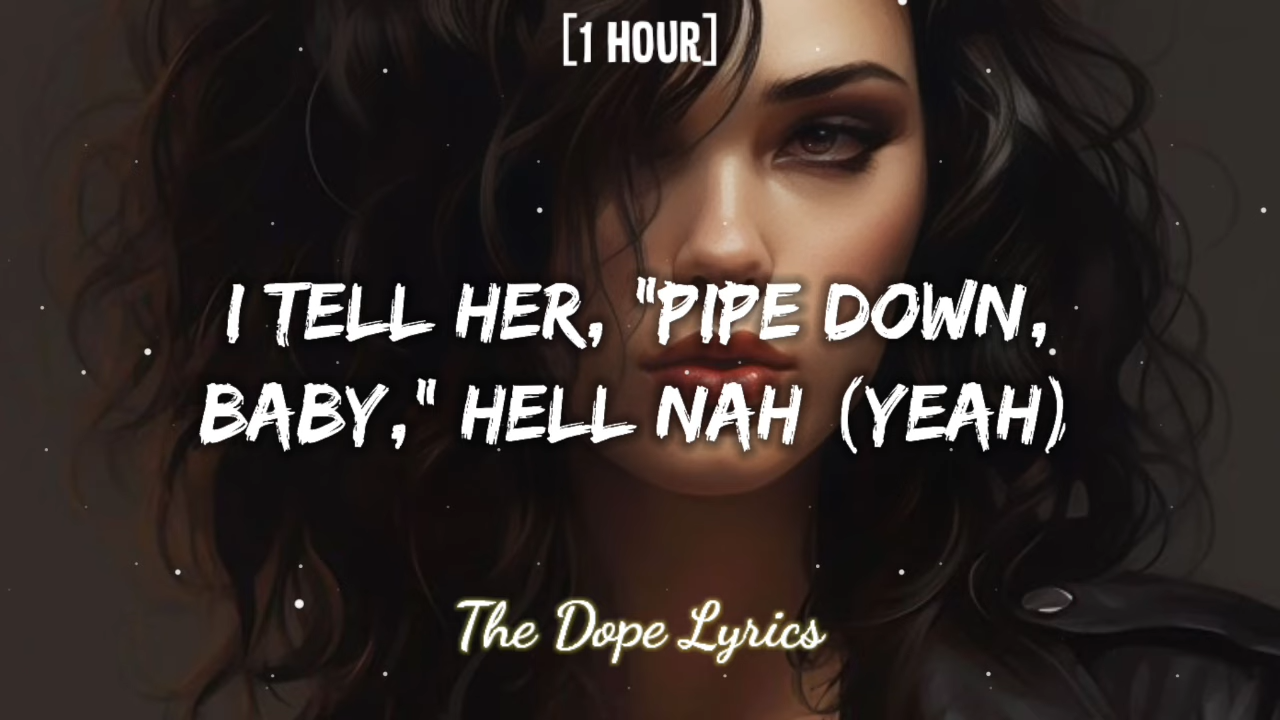 [1 HOUR]
I TELL HER, "PIPE DOWN,
BABY," HELL NAH (YEAH)
The Dope Lyrics